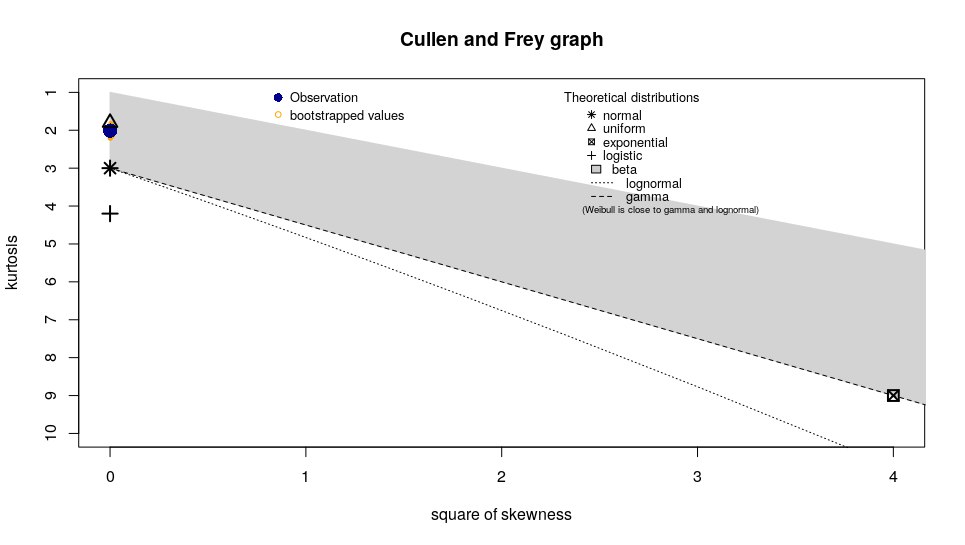 Cullen and Frey graph
Observation
bootstrapped values
Theoretical distributions
normal
uniform
exponential
logistic
beta
lognormal
gamma
(Weibull is close to gamma and lognormal)
kurtosis
1
2
3
4
5
6
7
8
9
10
0 1 2 3 4
square of skewness